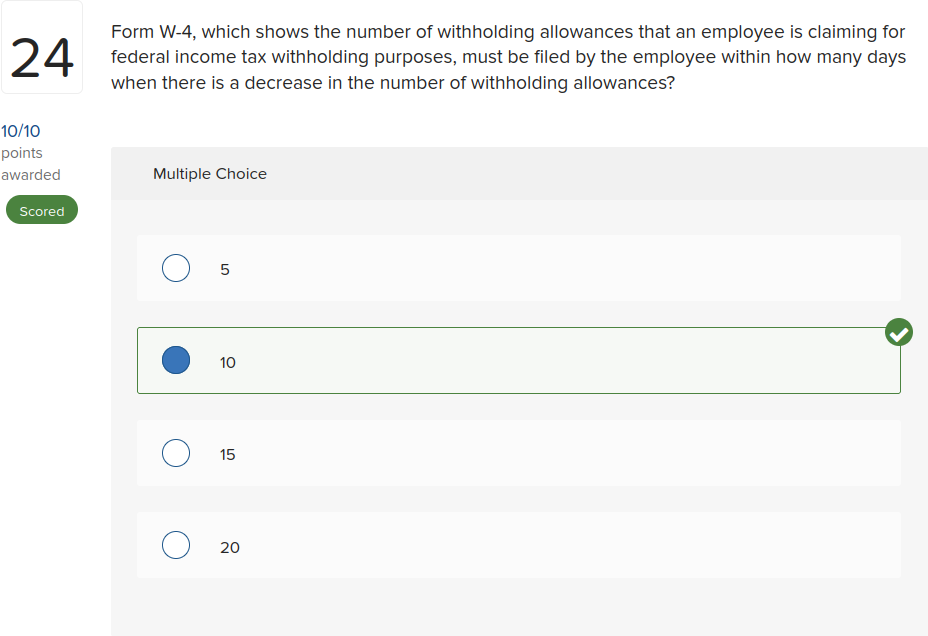 24
10/10
points
awarded
Scored
Form W-4, which shows the number of withholding allowances that an employee is claiming for
federal income tax withholding purposes, must be filed by the employee within how many days
when there is a decrease in the number of withholding allowances?
Multiple Choice
5
10
15
20